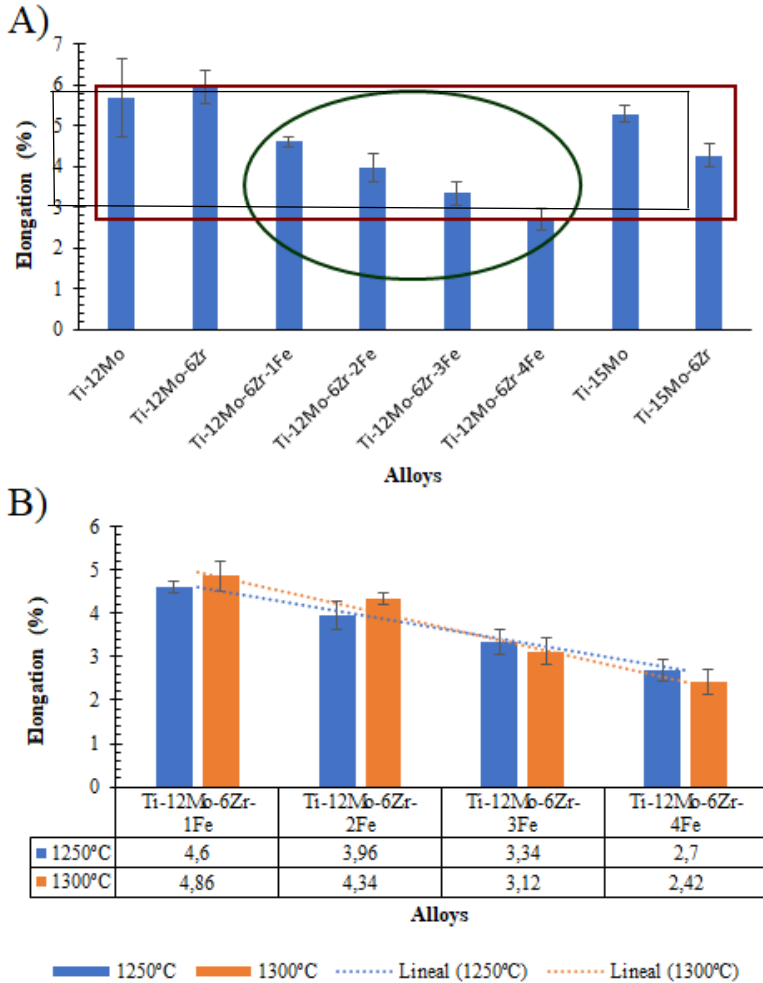 A)
7
6
5
4
3
2
1
0
Elongation (%)
Ti-12Mo
Ti-12Mo-6Zr
Ti-12Mo-6Zr-1Fe
Ti-12Mo-6Zr-2Fe
Ti-12Mo-6Zr-3Fe
Ti-12Mo-6Zr-4Fe
Ti-15Mo
Ti-15Mo-6Zr
Alloys
B)
6
5
4
3
2
1
0
Elongation (%)
Ti-12Mo-6Zr- Ti-12Mo-6Zr- Ti-12Mo-6Zr- Ti-12Mo-6Zr-
1Fe 2Fe 3Fe 4Fe
1250ºC 4,6 3,96 3,34 2,7
1300ºC 4,86 4,34 3,12 2,42
Alloys
1250ºC 1300ºC Lineal (1250ºC) Lineal (1300ºC)